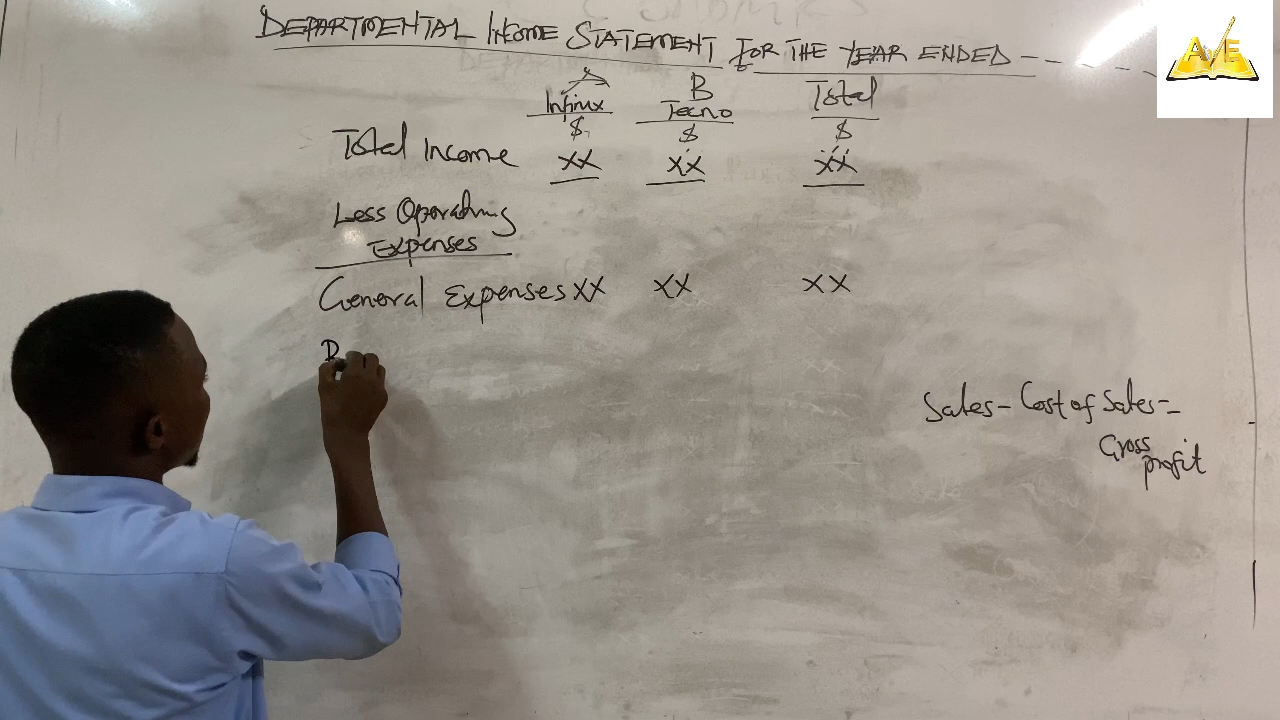 DEPARTMENTAL INCOME STATEMENT FOR THE YEAR ENDED -----
A B Total
Infinix Tecno
$ $ $
Total Income XX XX XX
Less Operating
Expenses
General Expenses XX XX XX
R
Sales - Cost of Sales =
Gross
profit
A E